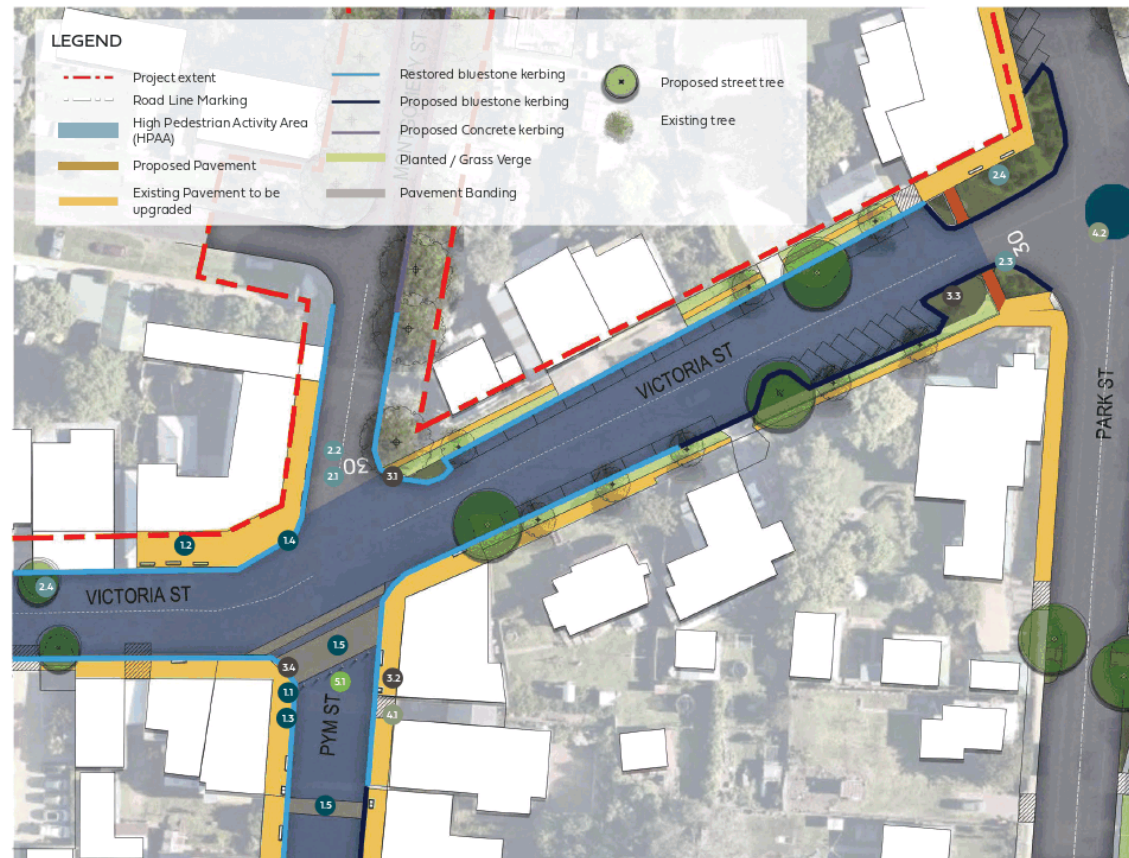 LEGEND
Project extent
Road Line Marking
High Pedestrian Activity Area
(HPAA)
Proposed Pavement
Existing Pavement to be
upgraded
Restored bluestone kerbing
Proposed bluestone kerbing
Proposed Concrete kerbing
Planted / Grass Verge
Pavement Banding
Proposed street tree
Existing tree
MONTGOMERY ST
2.4
4.2
30
2.3
3.3
VICTORIA ST
PARK ST
2.2
30
2.1
3.1
1.2
1.4
2.4
VICTORIA ST
1.5
3.4
5.1
3.2
1.1
1.3
4.1
PYM ST
1.5